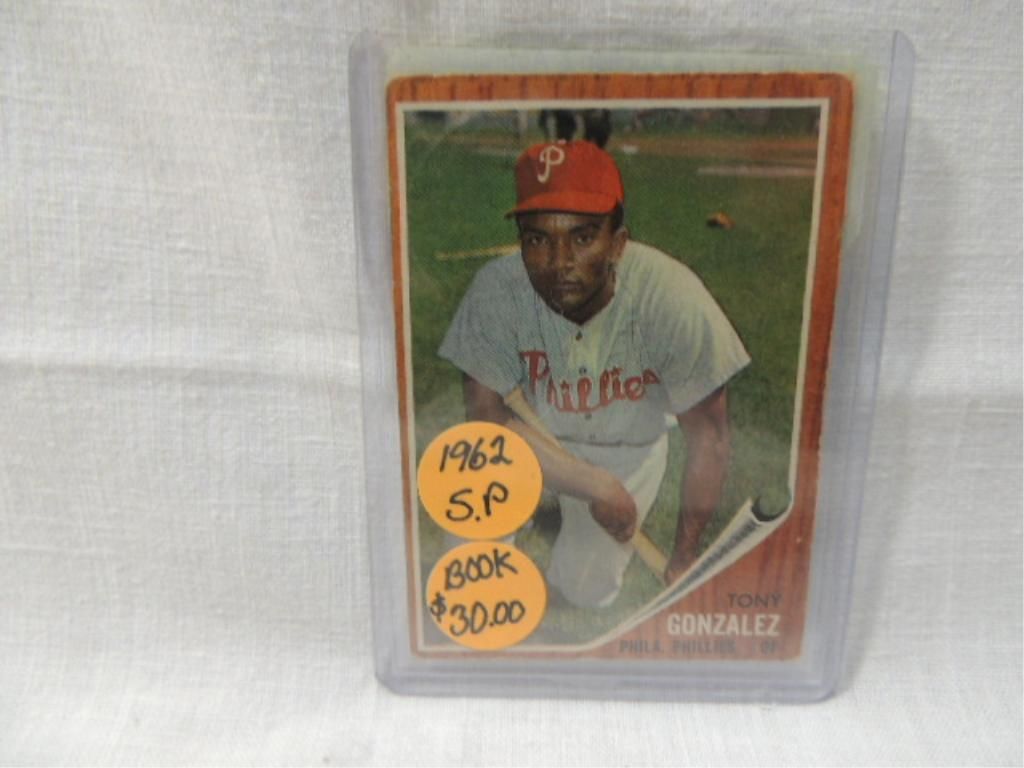 P
Phillies
1962
S.P
BOOK
$30.00
TONY
GONZALEZ
PHILA. PHILLIES OF